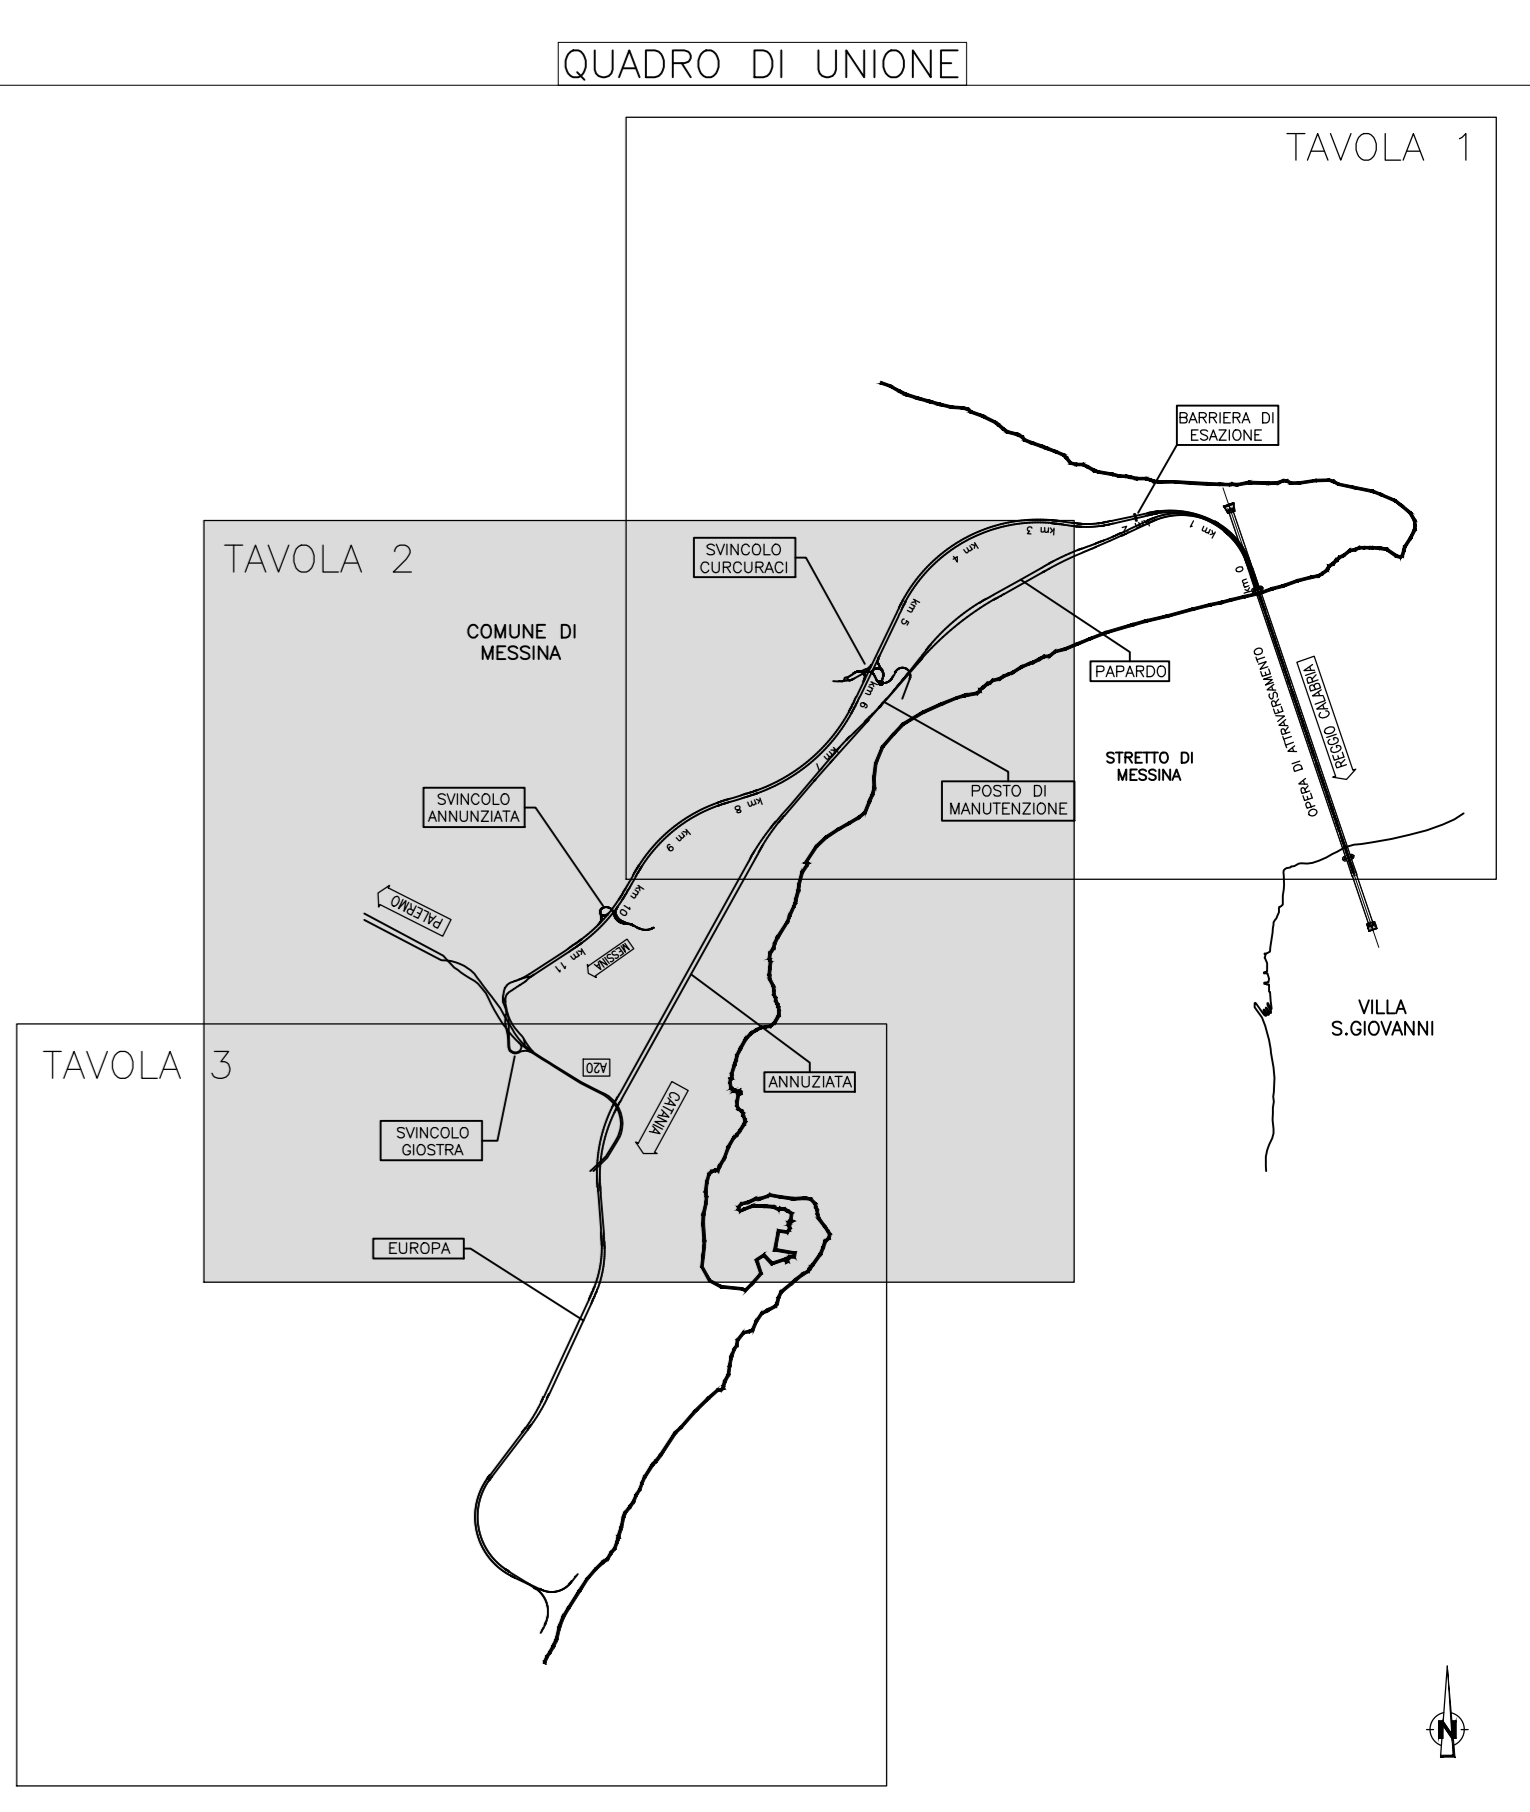 QUADRO DI UNIONE
TAVOLA 1
BARRIERA DI
ESAZIONE
TAVOLA 2
SVINCOLO
CURCURACI
COMUNE DI
MESSINA
km 0
km 1
km 2
km 3
km 4
km 5
km 6
km 7
km 8
km 9
km 10
km 11
PAPARDO
OPERA DI ATTRAVERSAMENTO
REGGIO CALABRIA
STRETTO DI
MESSINA
POSTO DI
MANUTENZIONE
SVINCOLO
ANNUNZIATA
PALERMO
MESSINA
VILLA
S.GIOVANNI
TAVOLA 3
A20
ANNUZIATA
CATANIA
SVINCOLO
GIOSTRA
EUROPA
N